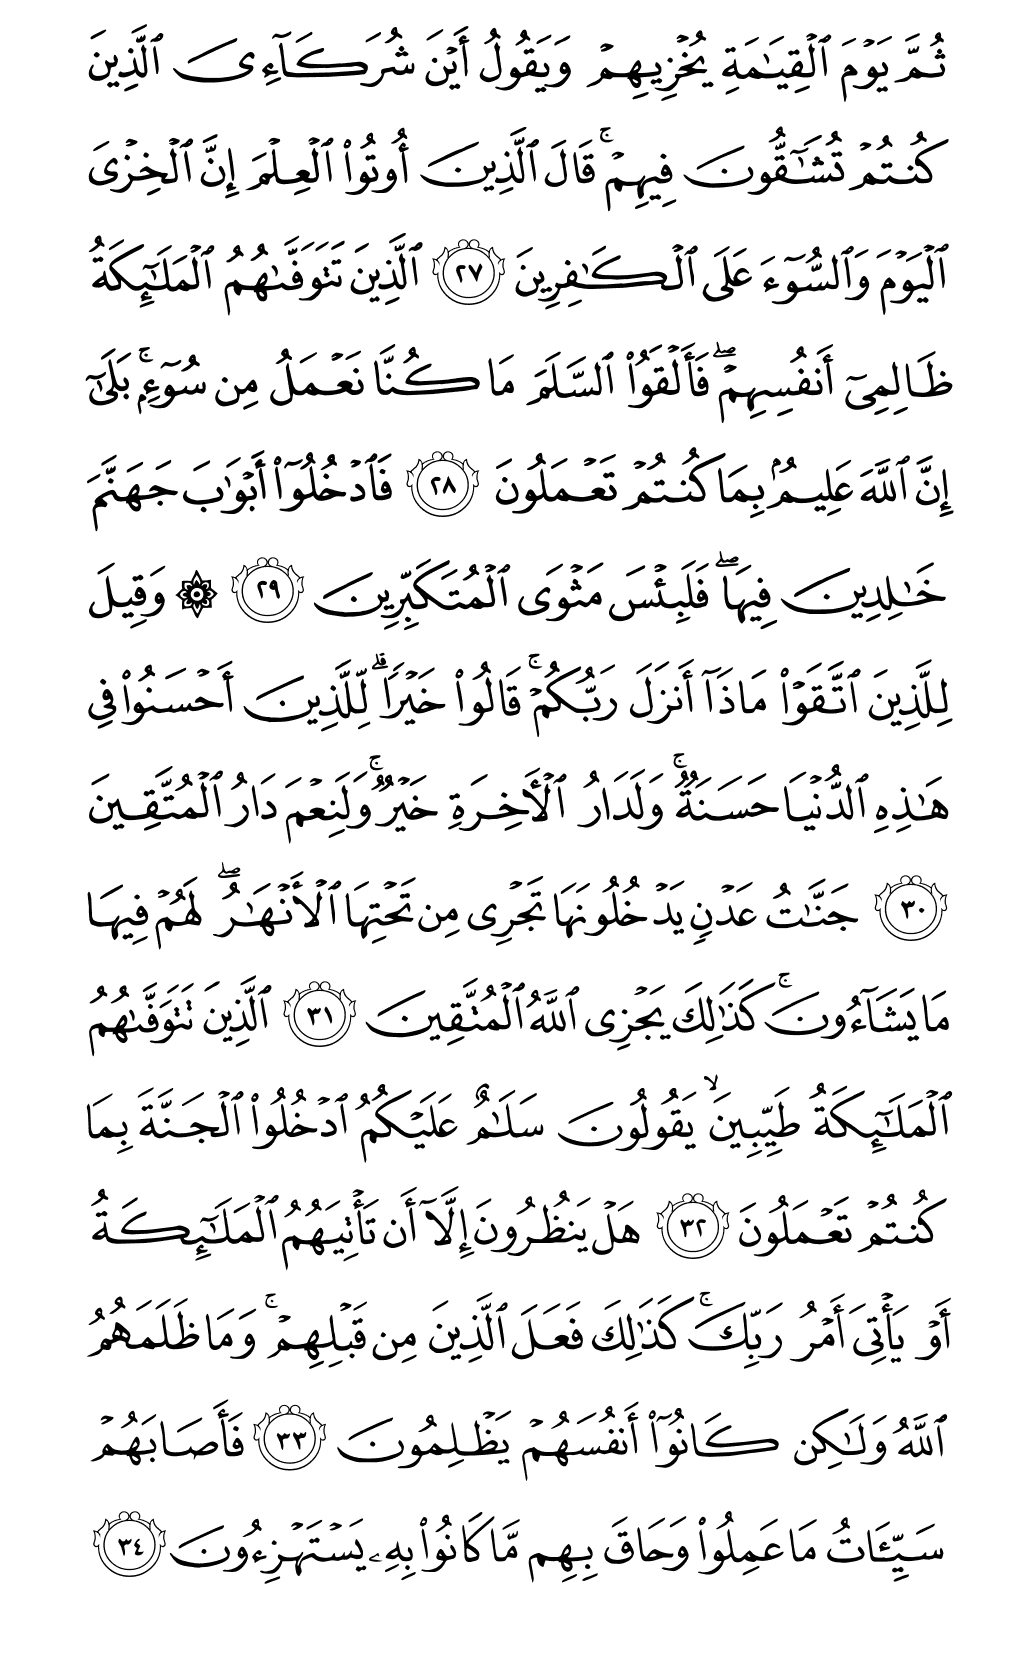 ثُمَّ يَوْمَ ٱلْقِيَـٰمَةِ يُخْزِيهِمْ وَيَقُولُ أَيْنَ شُرَكَآءِىَ ٱلَّذِينَ
كُنتُمْ تُشَـٰٓقُّونَ فِيهِمْ ۚ قَالَ ٱلَّذِينَ أُوتُوا۟ ٱلْعِلْمَ إِنَّ ٱلْخِزْىَ
ٱلْيَوْمَ وَٱلسُّوٓءَ عَلَى ٱلْكَـٰفِرِينَ ٢٧ ٱلَّذِينَ تَتَوَفَّىٰهُمُ ٱلْمَلَـٰٓئِكَةُ
ظَالِمِىٓ أَنفُسِهِمْ ۖ فَأَلْقَوُا۟ ٱلسَّلَمَ مَا كُنَّا نَعْمَلُ مِن سُوٓءٍۭ ۚ بَلَىٰٓ
إِنَّ ٱللَّهَ عَلِيمٌۢ بِمَا كُنتُمْ تَعْمَلُونَ ٢٨ فَٱدْخُلُوٓا۟ أَبْوَٰبَ جَهَنَّمَ
خَـٰلِدِينَ فِيهَا ۖ فَلَبِئْسَ مَثْوَى ٱلْمُتَكَبِّرِينَ ٢٩ ۞ وَقِيلَ
لِلَّذِينَ ٱتَّقَوْا۟ مَاذَآ أَنزَلَ رَبُّكُمْ ۚ قَالُوا۟ خَيْرًا ۗ لِّلَّذِينَ أَحْسَنُوا۟ فِى
هَـٰذِهِ ٱلدُّنْيَا حَسَنَةٌ ۚ وَلَدَارُ ٱلْـَٔاخِرَةِ خَيْرٌ ۚ وَلَنِعْمَ دَارُ ٱلْمُتَّقِينَ
٣٠ جَنَّـٰتُ عَدْنٍ يَدْخُلُونَهَا تَجْرِى مِن تَحْتِهَا ٱلْأَنْهَـٰرُ ۖ لَهُمْ فِيهَا
مَا يَشَآءُونَ ۚ كَذَٰلِكَ يَجْزِى ٱللَّهُ ٱلْمُتَّقِينَ ٣١ ٱلَّذِينَ تَتَوَفَّىٰهُمُ
ٱلْمَلَـٰٓئِكَةُ طَيِّبِينَ ۙ يَقُولُونَ سَلَـٰمٌ عَلَيْكُمُ ٱدْخُلُوا۟ ٱلْجَنَّةَ بِمَا
كُنتُمْ تَعْمَلُونَ ٣٢ هَلْ يَنظُرُونَ إِلَّآ أَن تَأْتِيَهُمُ ٱلْمَلَـٰٓئِكَةُ
أَوْ يَأْتِىَ أَمْرُ رَبِّكَ ۚ كَذَٰلِكَ فَعَلَ ٱلَّذِينَ مِن قَبْلِهِمْ ۚ وَمَا ظَلَمَهُمُ
ٱللَّهُ وَلَـٰكِن كَانُوٓا۟ أَنفُسَهُمْ يَظْلِمُونَ ٣٣ فَأَصَابَهُمْ
سَيِّـَٔاتُ مَا عَمِلُوا۟ وَحَاقَ بِهِم مَّا كَانُوا۟ بِهِۦ يَسْتَهْزِءُونَ ٣٤